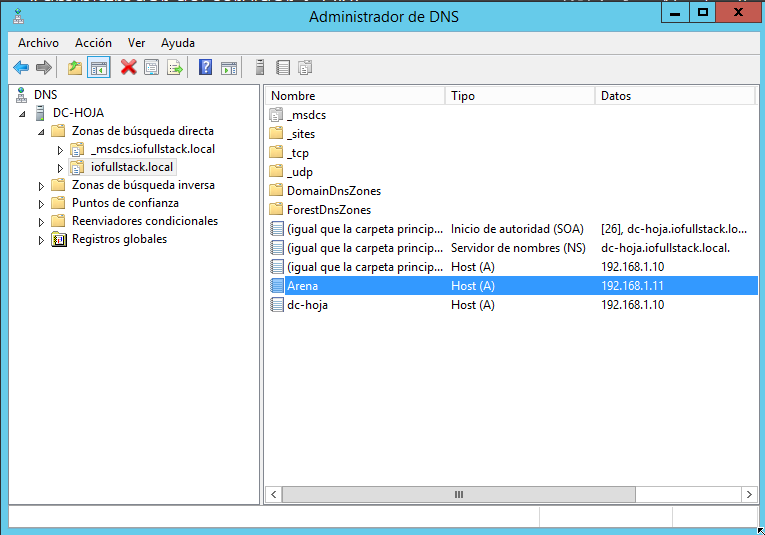 Administrador de DNS
Archivo Acción Ver Ayuda
DNS
DC-HOJA
Zonas de búsqueda directa
_msdcs.iofullstack.local
iofullstack.local
Zonas de búsqueda inversa
Puntos de confianza
Reenviadores condicionales
Registros globales
Nombre Tipo Datos
_msdcs
_sites
_tcp
_udp
DomainDnsZones
ForestDnsZones
(igual que la carpeta princip... Inicio de autoridad (SOA) [26], dc-hoja.iofullstack.lo...
(igual que la carpeta princip... Servidor de nombres (NS) dc-hoja.iofullstack.local.
(igual que la carpeta princip... Host (A) 192.168.1.10
Arena Host (A) 192.168.1.11
dc-hoja Host (A) 192.168.1.10